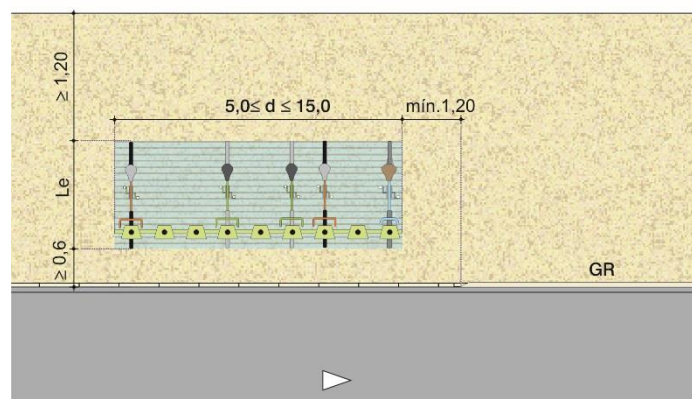 ≥ 1,20
5,0≤ d ≤ 15,0
mín.1,20
Le
≥ 0,6
GR